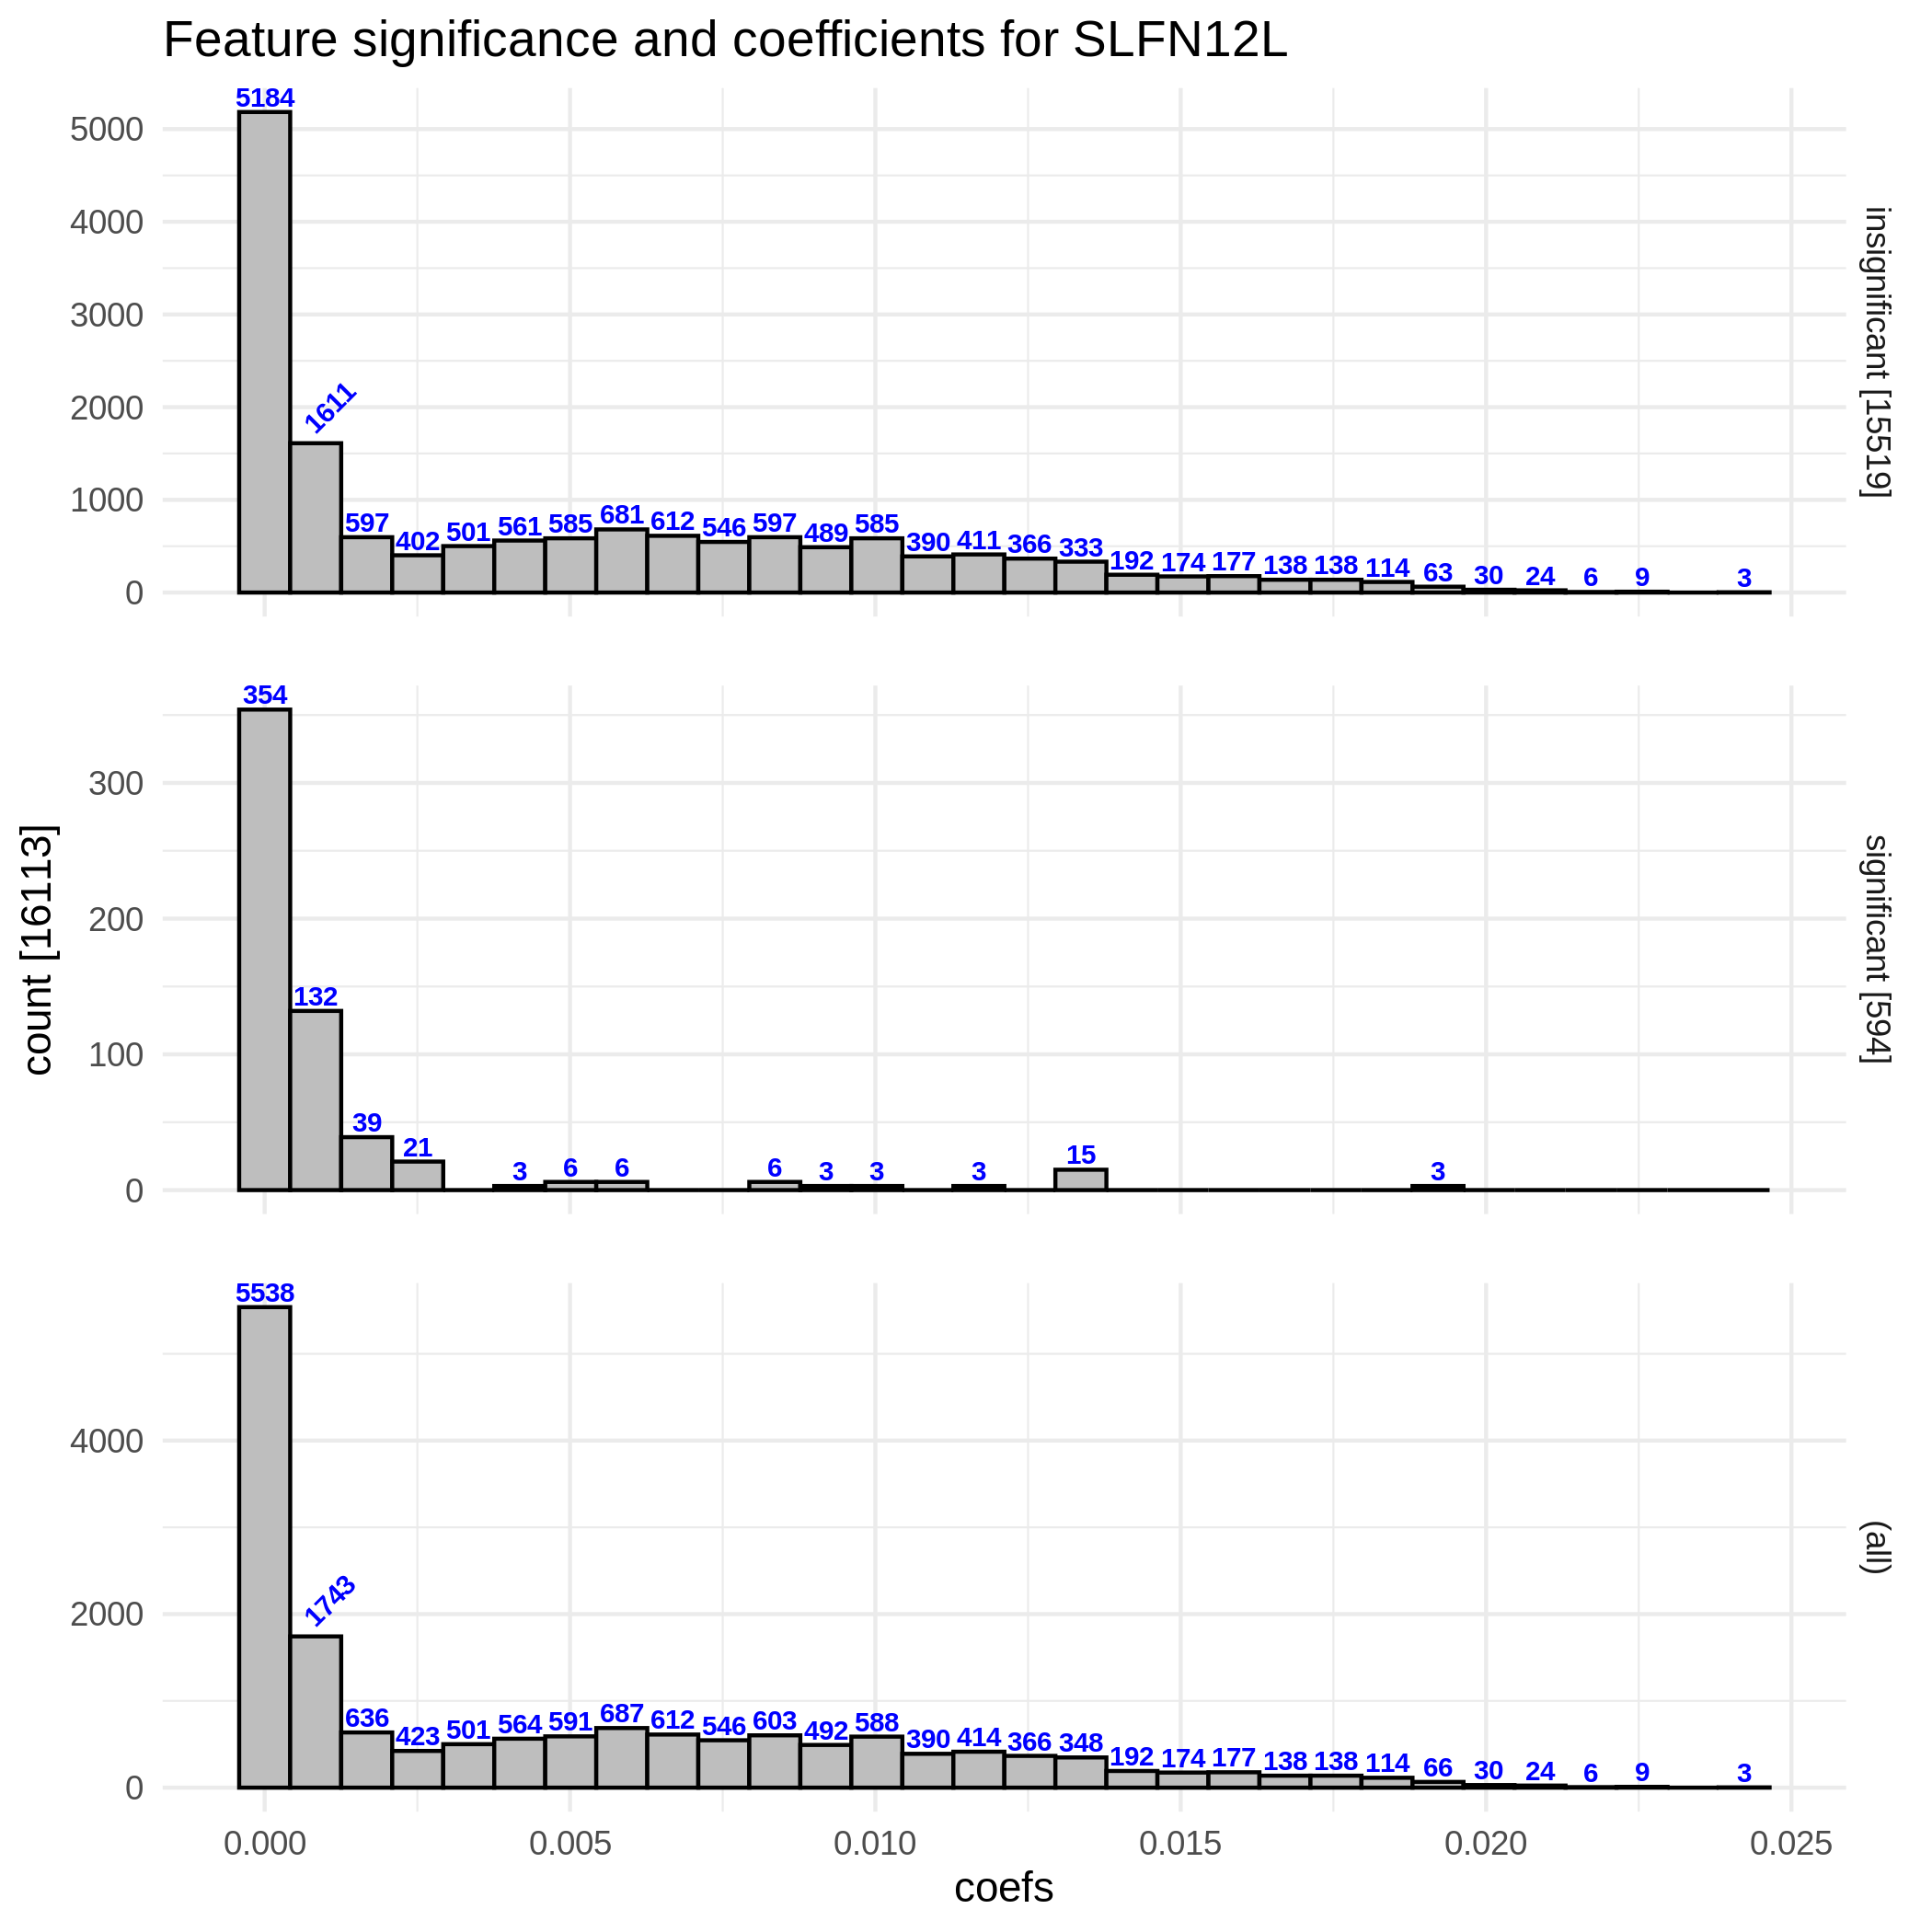 Feature significance and coefficients for SLFN12L
5184
5000
4000
3000
2000
1000
0
1611
597 402 501 561 585 681 612 546 597 489 585 390 411 366 333 192 174 177 138 138 114 63 30 24 6 9 3
insignificant [15519]
354
300
200
100
0
132
39
21
3 6 6 6 3 3 3 15 3
significant [594]
count [16113]
5538
4000
2000
0
1743
636 423 501 564 591 687 612 546 603 492 588 390 414 366 348 192 174 177 138 138 114 66 30 24 6 9 3
(all)
0.000 0.005 0.010 0.015 0.020 0.025
coefs